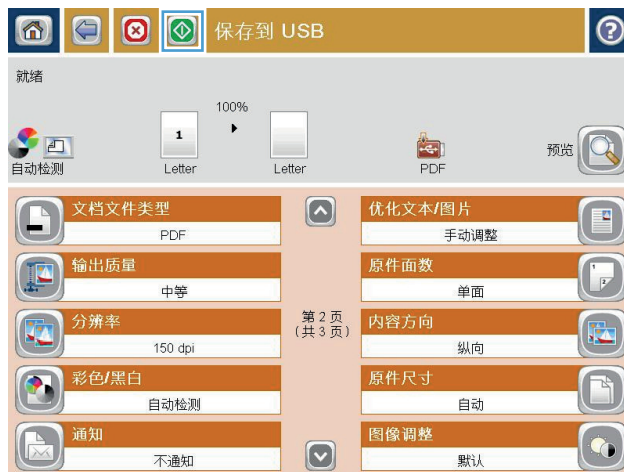 保存到 USB
就绪
100%
1
自动检测
Letter
Letter
PDF
预览
文档文件类型
PDF
优化文本/图片
手动调整
输出质量
中等
原件面数
单面
分辨率
150 dpi
第 2 页
(共 3 页)
内容方向
纵向
彩色/黑白
自动检测
原件尺寸
自动
通知
不通知
图像调整
默认